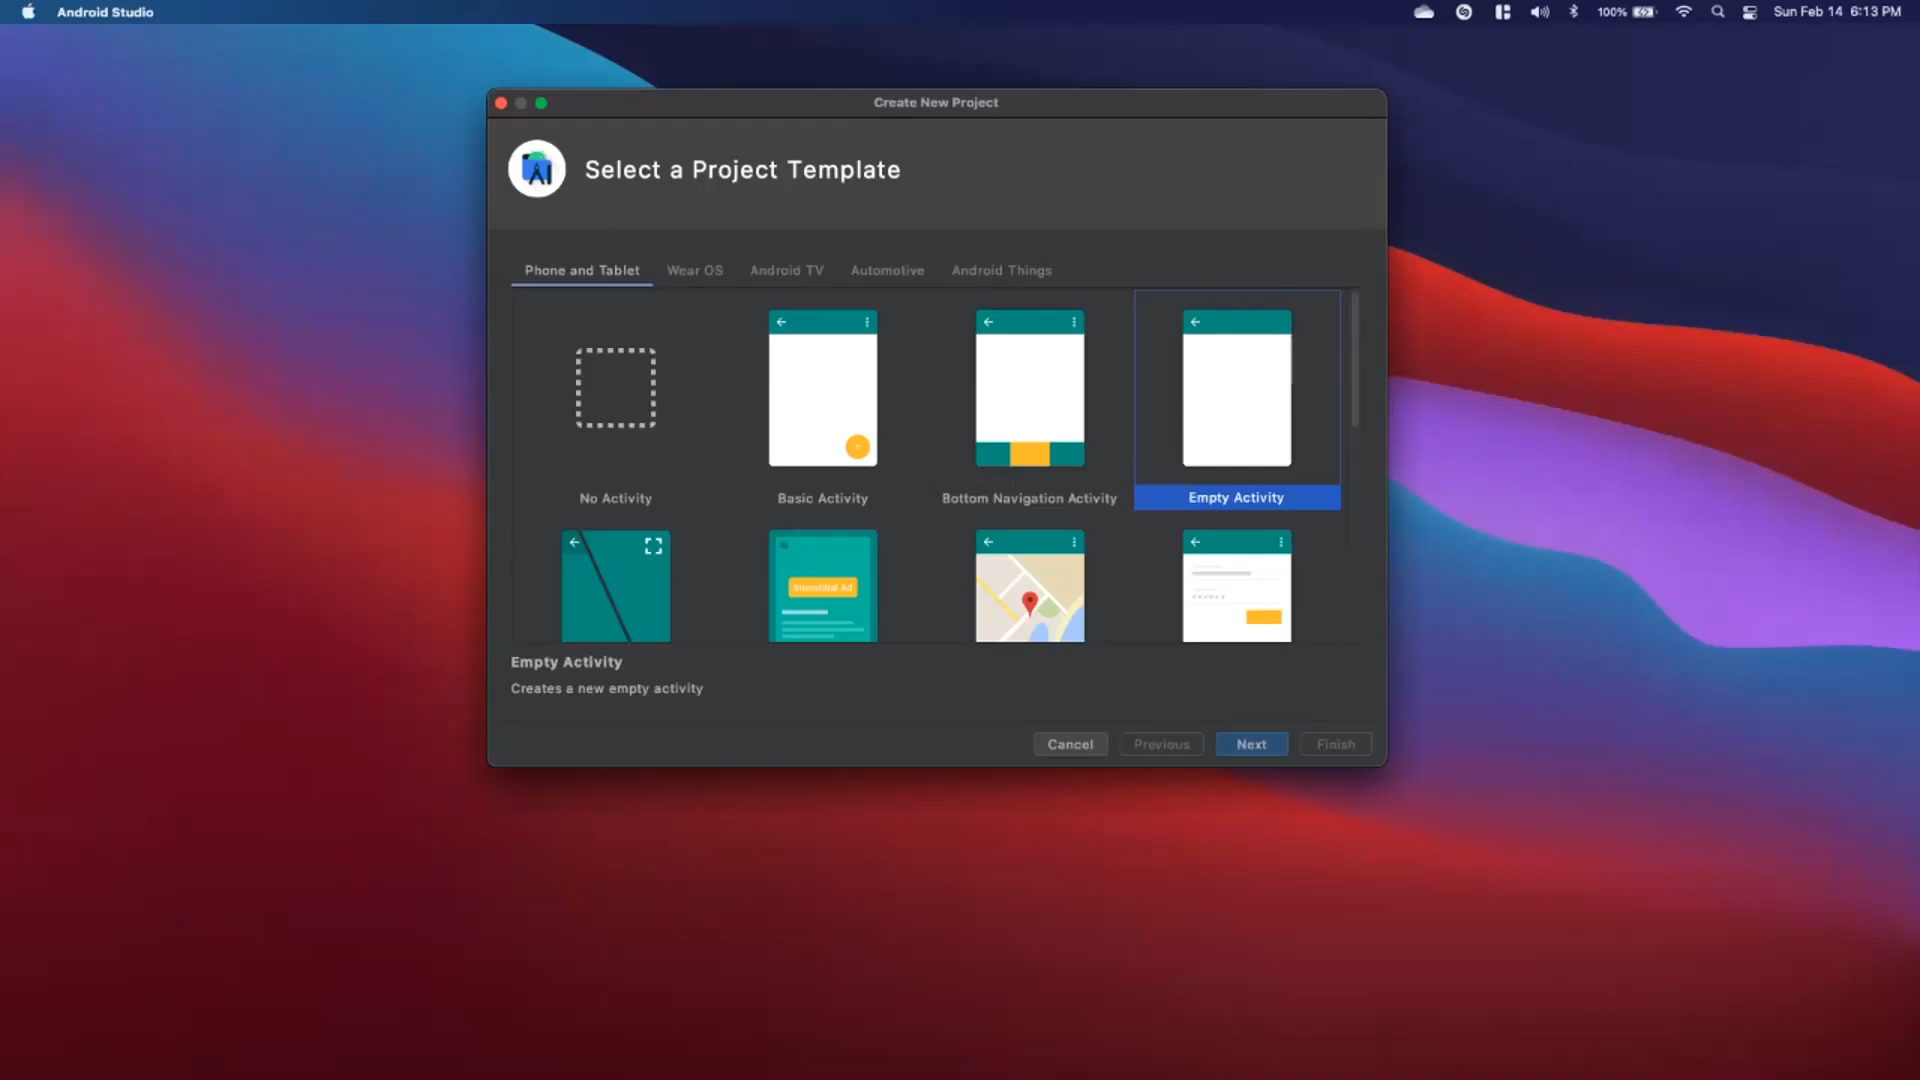 Android Studio
100%
Sun Feb 14 6:13 PM
Create New Project
Select a Project Template
Phone and Tablet
Wear OS
Android TV
Automotive
Android Things
No Activity
Basic Activity
Bottom Navigation Activity
Empty Activity
Interstitial Ad
Empty Activity
Creates a new empty activity
Cancel
Previous
Next
Finish